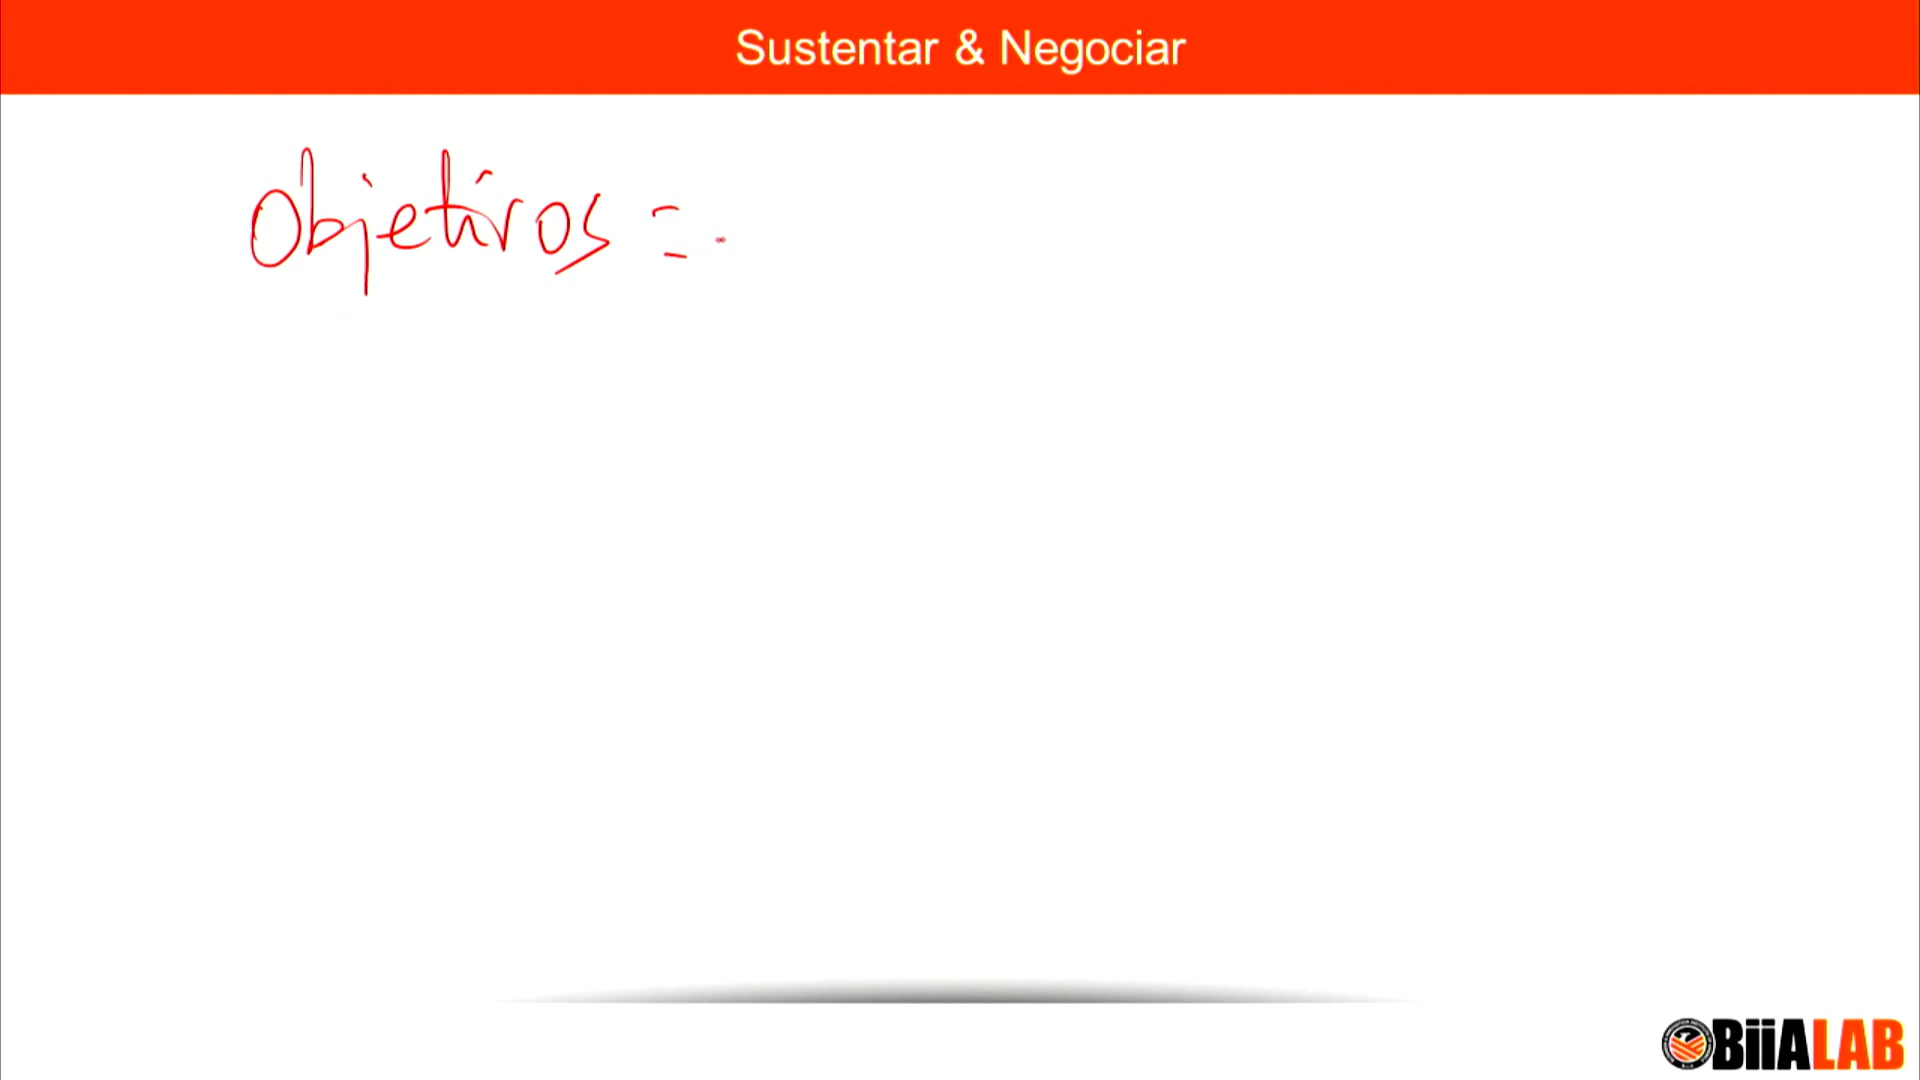 Sustentar & Negociar
Objetivos =
BiiALAB